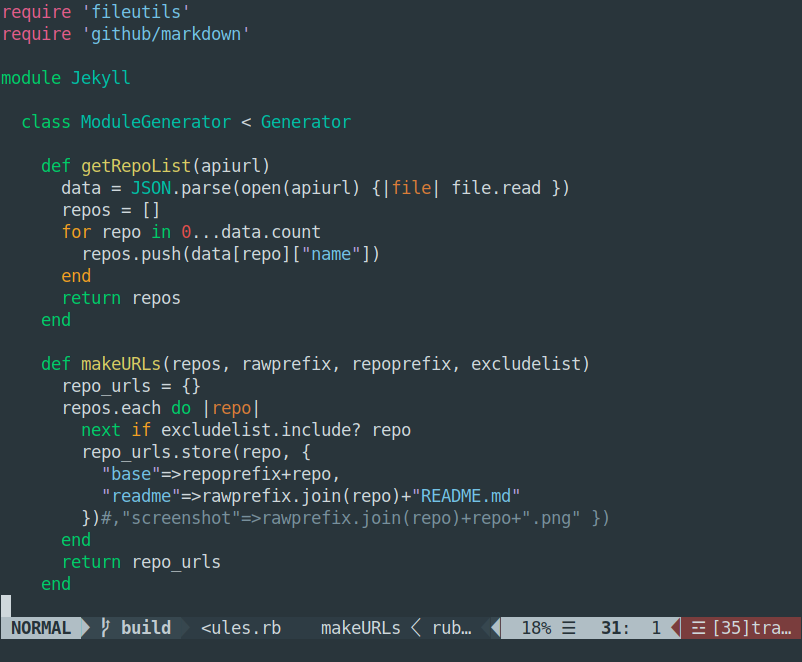 require 'fileutils'
require 'github/markdown'

module Jekyll

  class ModuleGenerator < Generator

    def getRepoList(apiurl)
      data = JSON.parse(open(apiurl) {|file| file.read })
      repos = []
      for repo in 0...data.count
        repos.push(data[repo]["name"])
      end
      return repos
    end

    def makeURLs(repos, rawprefix, repoprefix, excludelist)
      repo_urls = {}
      repos.each do |repo|
        next if excludelist.include? repo
        repo_urls.store(repo, {
          "base"=>repoprefix+repo,
          "readme"=>rawprefix.join(repo)+"README.md"
        })#,"screenshot"=>rawprefix.join(repo)+repo+".png" })
      end
      return repo_urls
    end

NORMAL build <ules.rb makeURLs < rub… 18% ☰ 31: 1 ☲ [35]tra…